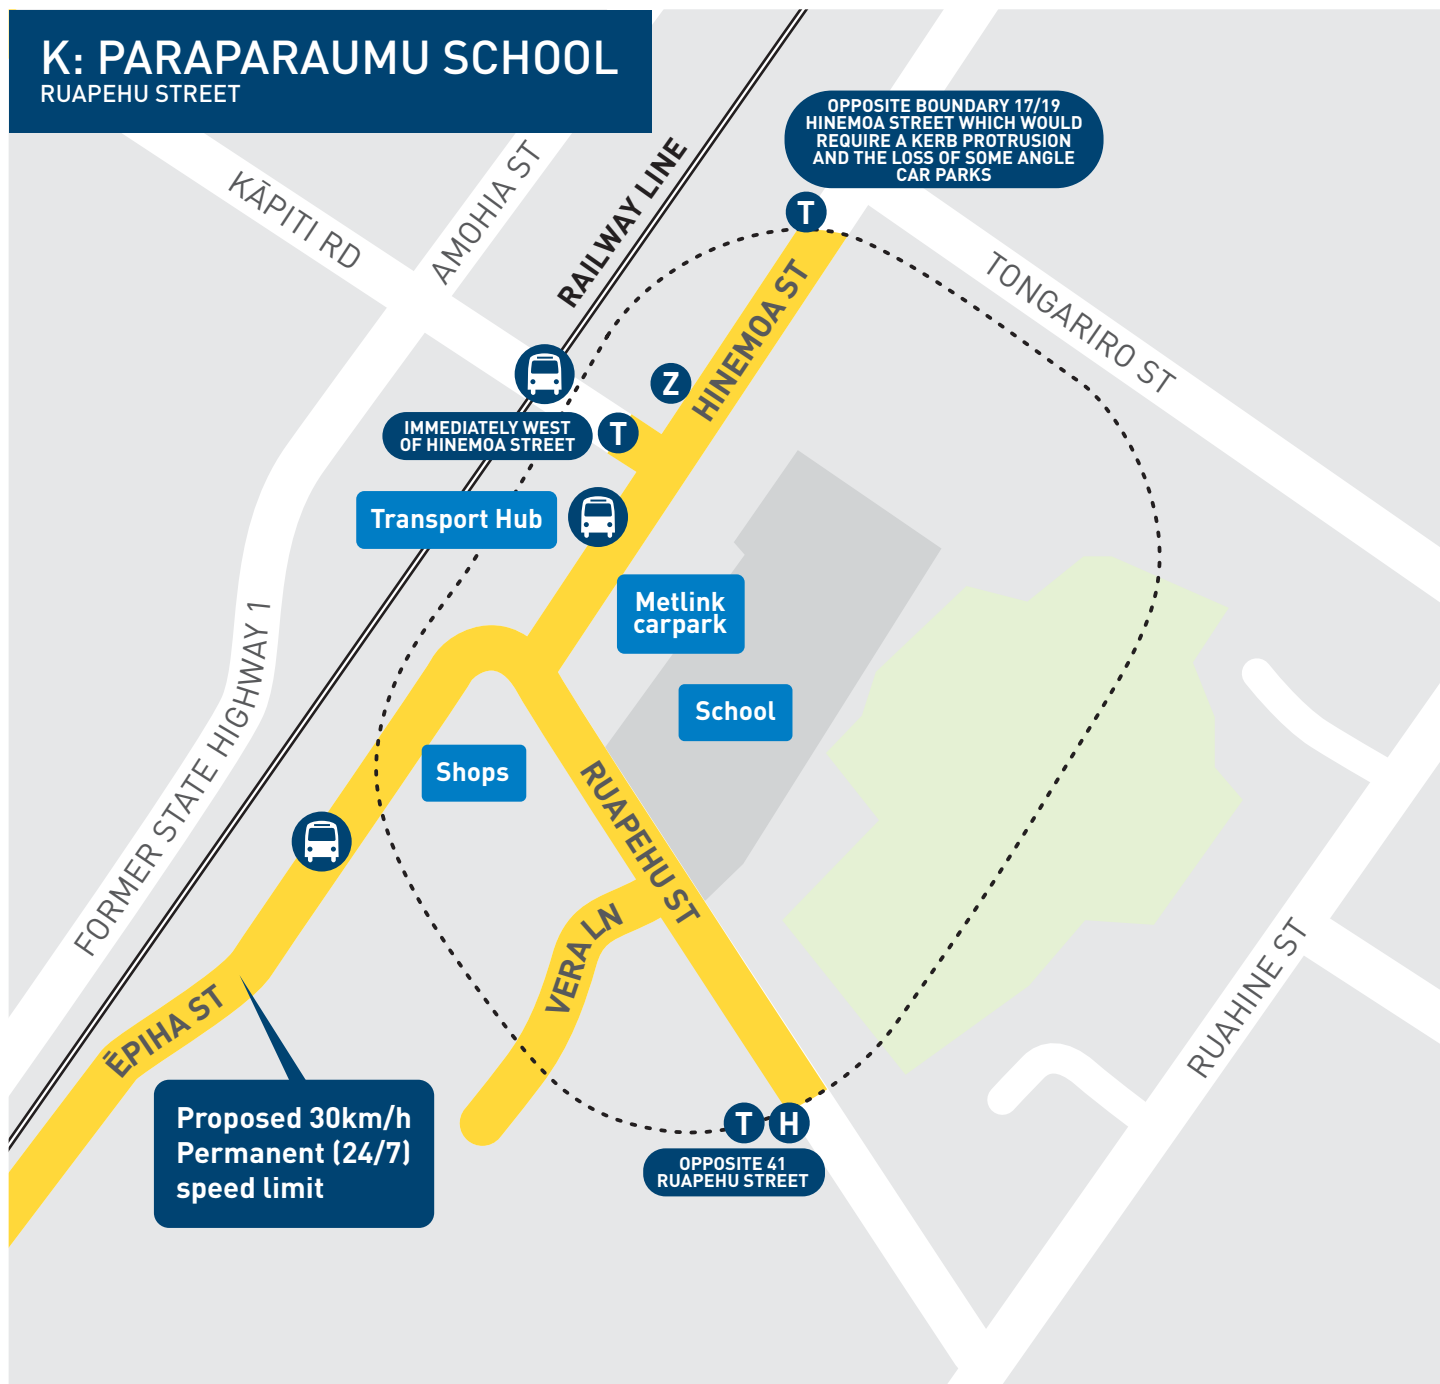 K: PARAPARAUMU SCHOOL
RUAPEHU STREET
OPPOSITE BOUNDARY 17/19
HINEMOA STREET WHICH WOULD
REQUIRE A KERB PROTRUSION
AND THE LOSS OF SOME ANGLE
CAR PARKS
T
KĀPITI RD
AMOHIA ST
RAILWAY LINE
HINEMOA ST
TONGARIRO ST
Z
IMMEDIATELY WEST
OF HINEMOA STREET
T
Transport Hub
Metlink
carpark
School
Shops
FORMER STATE HIGHWAY 1
RUAPEHU ST
VERA LN
ĒPIHA ST
RUAHINE ST
Proposed 30km/h
Permanent (24/7)
speed limit
T
H
OPPOSITE 41
RUAPEHU STREET